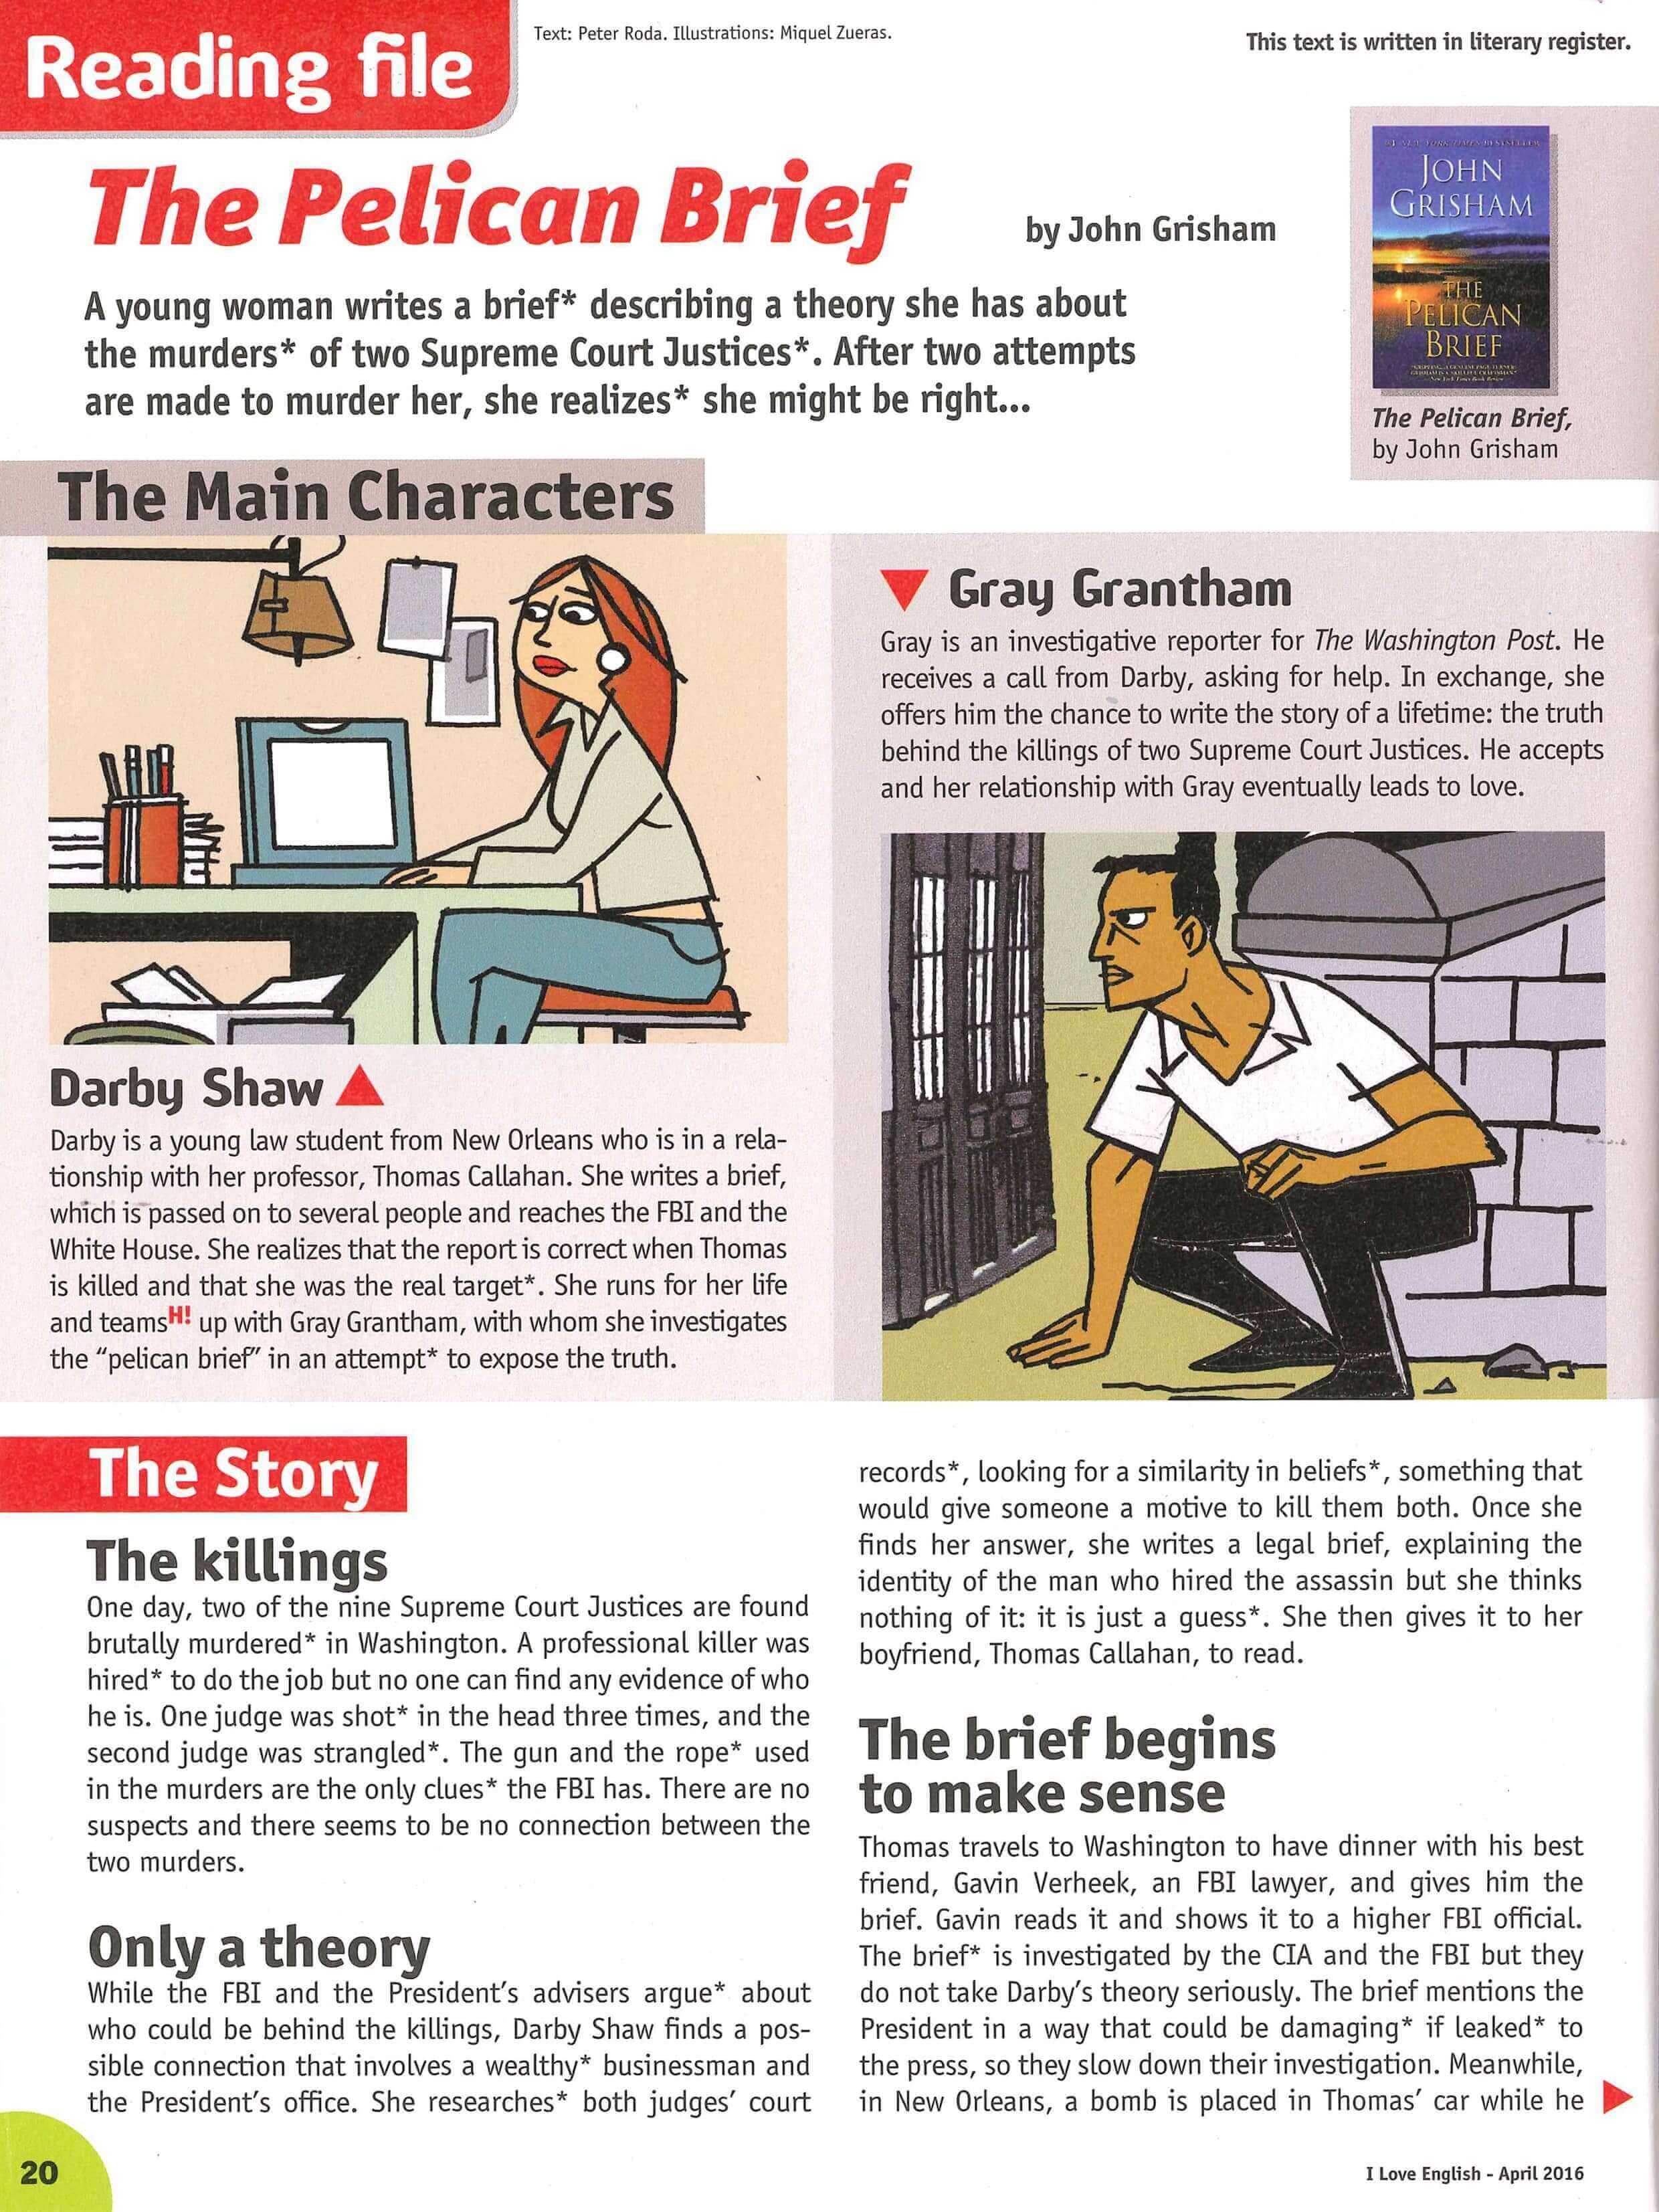 Reading file
Text: Peter Roda. Illustrations: Miquel Zueras.
This text is written in literary register.
The Pelican Brief
by John Grisham
JOHN
GRISHAM
THE
PELICAN
BRIEF
The Pelican Brief,
by John Grisham
A young woman writes a brief* describing a theory she has about
the murders* of two Supreme Court Justices*. After two attempts
are made to murder her, she realizes* she might be right...
The Main Characters
Darby Shaw ▲
Darby is a young law student from New Orleans who is in a rela-
tionship with her professor, Thomas Callahan. She writes a brief,
which is passed on to several people and reaches the FBI and the
White House. She realizes that the report is correct when Thomas
is killed and that she was the real target*. She runs for her life
and teamsH! up with Gray Grantham, with whom she investigates
the “pelican brief” in an attempt* to expose the truth.
▼ Gray Grantham
Gray is an investigative reporter for The Washington Post. He
receives a call from Darby, asking for help. In exchange, she
offers him the chance to write the story of a lifetime: the truth
behind the killings of two Supreme Court Justices. He accepts
and her relationship with Gray eventually leads to love.
The Story
The killings
One day, two of the nine Supreme Court Justices are found
brutally murdered* in Washington. A professional killer was
hired* to do the job but no one can find any evidence of who
he is. One judge was shot* in the head three times, and the
second judge was strangled*. The gun and the rope* used
in the murders are the only clues* the FBI has. There are no
suspects and there seems to be no connection between the
two murders.
Only a theory
While the FBI and the President’s advisers argue* about
who could be behind the killings, Darby Shaw finds a pos-
sible connection that involves a wealthy* businessman and
the President’s office. She researches* both judges’ court
records*, looking for a similarity in beliefs*, something that
would give someone a motive to kill them both. Once she
finds her answer, she writes a legal brief, explaining the
identity of the man who hired the assassin but she thinks
nothing of it: it is just a guess*. She then gives it to her
boyfriend, Thomas Callahan, to read.
The brief begins
to make sense
Thomas travels to Washington to have dinner with his best
friend, Gavin Verheek, an FBI lawyer, and gives him the
brief. Gavin reads it and shows it to a higher FBI official.
The brief* is investigated by the CIA and the FBI but they
do not take Darby’s theory seriously. The brief mentions the
President in a way that could be damaging* if leaked* to
the press, so they slow down their investigation. Meanwhile,
in New Orleans, a bomb is placed in Thomas’ car while he
20
I Love English - April 2016